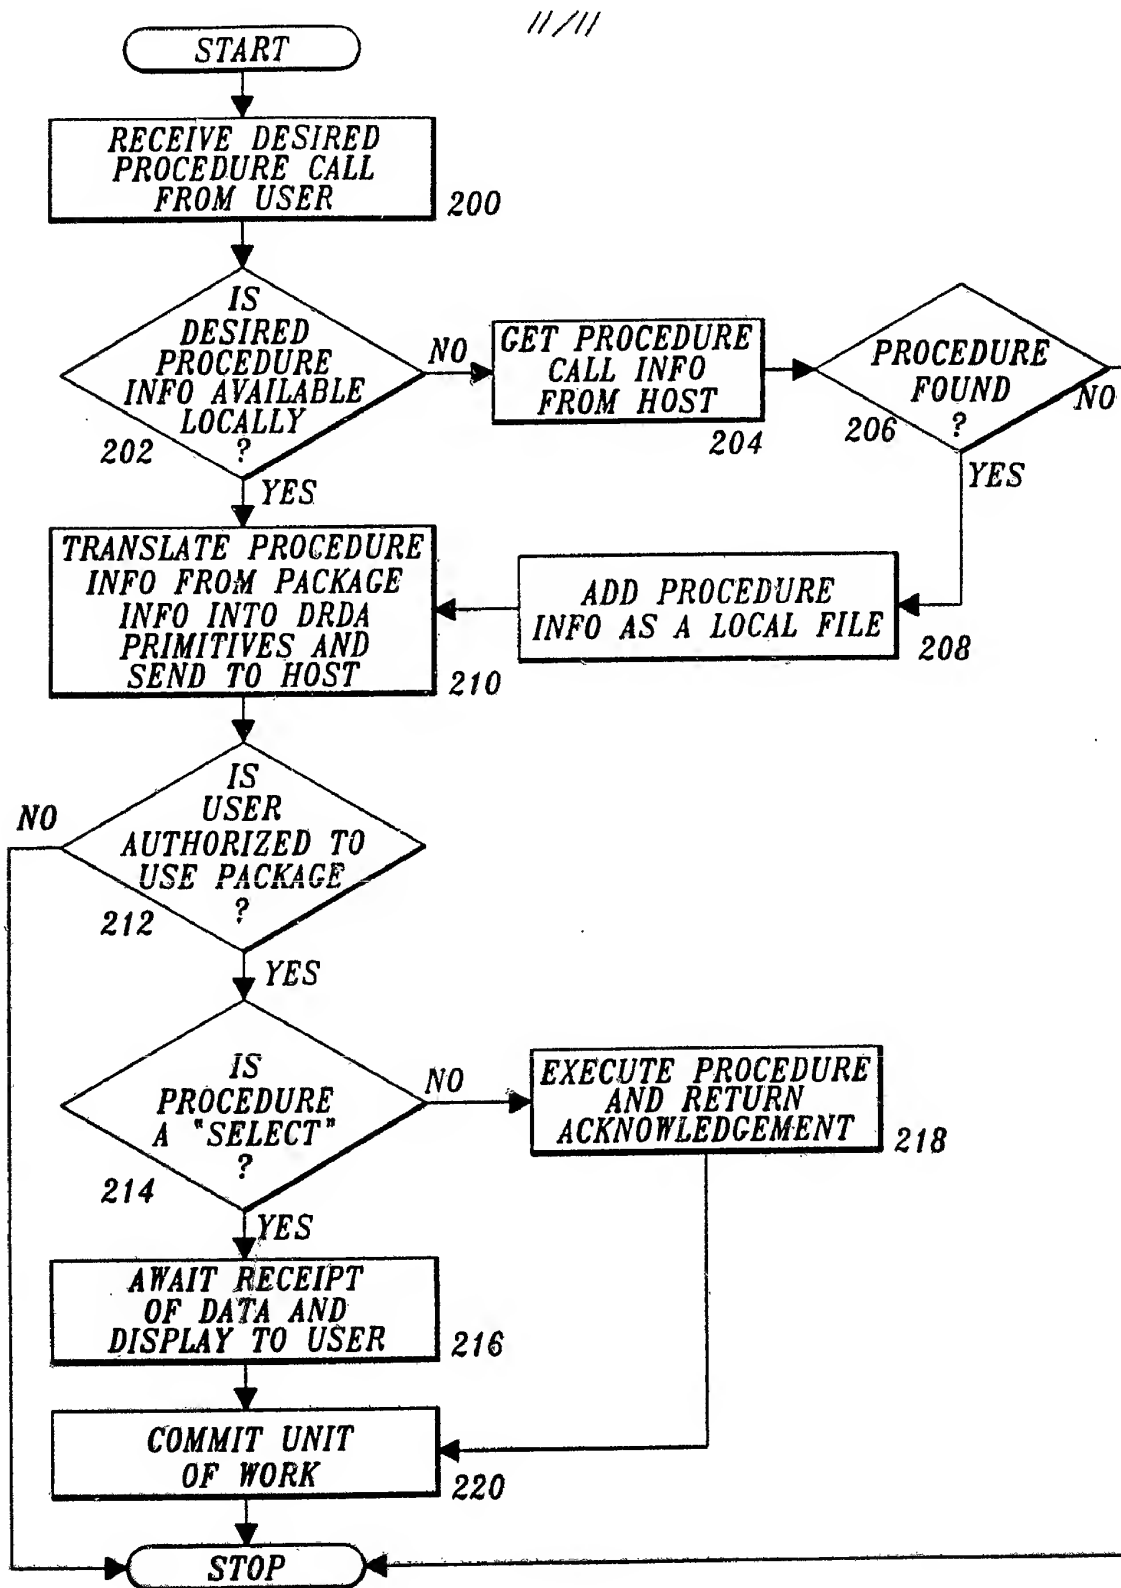 11/11
START
RECEIVE DESIRED
PROCEDURE CALL
FROM USER
200
IS
DESIRED
PROCEDURE
INFO AVAILABLE
LOCALLY
?
202
NO
GET PROCEDURE
CALL INFO
FROM HOST
204
PROCEDURE
FOUND
?
206
NO
YES
YES
TRANSLATE PROCEDURE
INFO FROM PACKAGE
INFO INTO DRDA
PRIMITIVES AND
SEND TO HOST
210
ADD PROCEDURE
INFO AS A LOCAL FILE
208
IS
USER
AUTHORIZED TO
USE PACKAGE
?
212
NO
YES
IS
PROCEDURE
A "SELECT"
?
214
NO
EXECUTE PROCEDURE
AND RETURN
ACKNOWLEDGEMENT
218
YES
AWAIT RECEIPT
OF DATA AND
DISPLAY TO USER
216
COMMIT UNIT
OF WORK
220
STOP